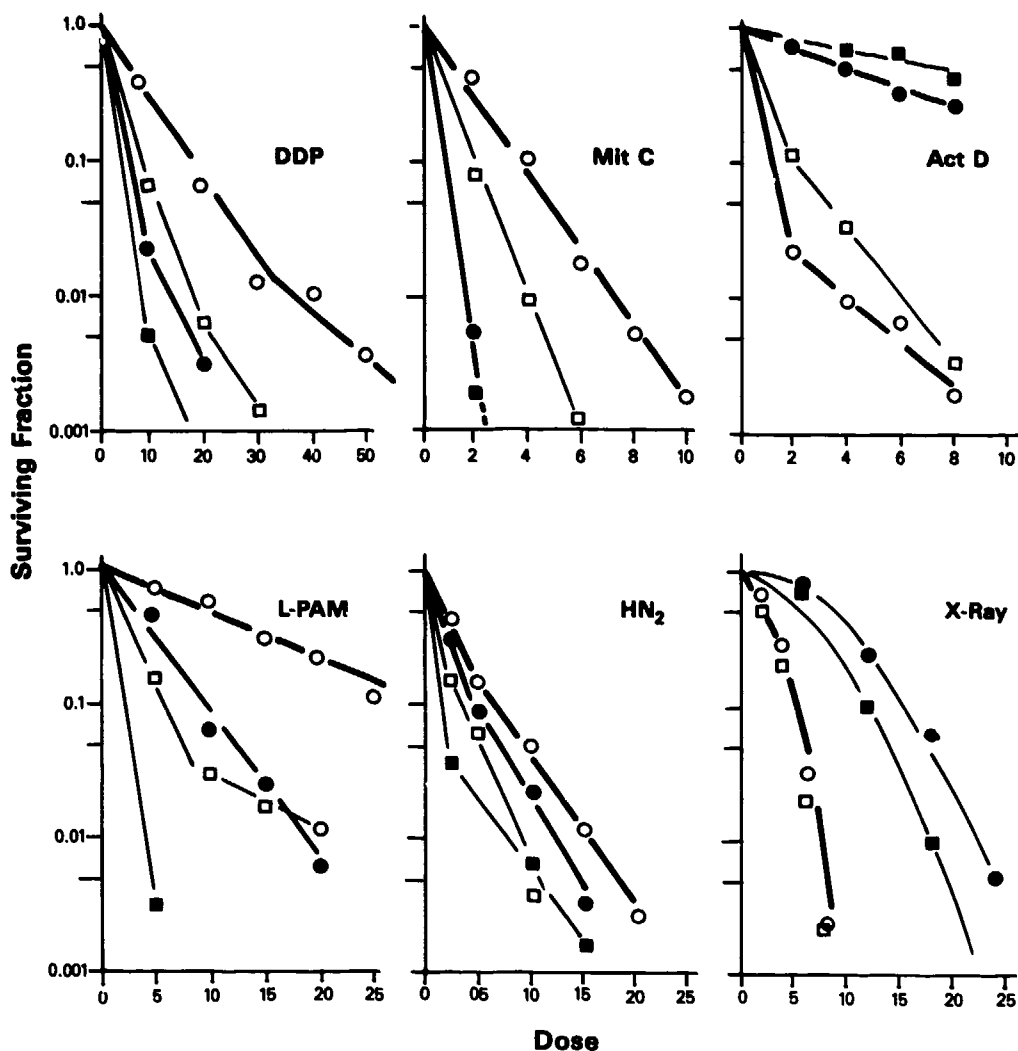 Surviving Fraction
1.0
0.1
0.01
0.001
DDP
10 20 30 40 50
Mit C
0 2 4 6 8 10
Act D
0 2 4 6 8 10
1.0
0.1
0.01
0.001
L-PAM
0 5 10 15 20 25
HN2
0 05 10 15 20 25
X-Ray
0 5 10 15 20 25
Dose